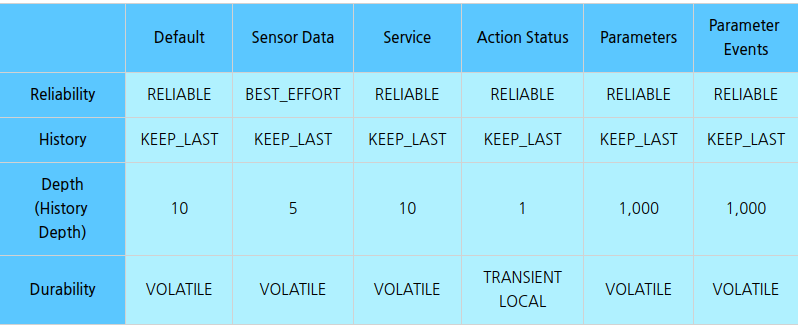 Default Sensor Data Service Action Status Parameters Parameter
Events
Reliability RELIABLE BEST_EFFORT RELIABLE RELIABLE RELIABLE RELIABLE
History KEEP_LAST KEEP_LAST KEEP_LAST KEEP_LAST KEEP_LAST KEEP_LAST
Depth
(History
Depth) 10 5 10 1 1,000 1,000
Durability VOLATILE VOLATILE VOLATILE TRANSIENT
LOCAL VOLATILE VOLATILE